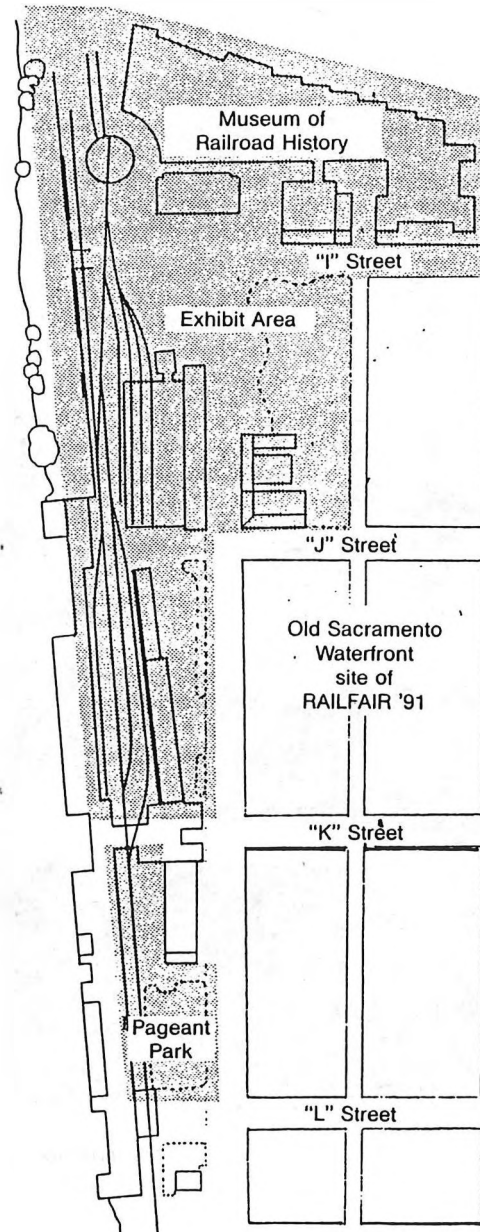 Museum of
Railroad History
"I" Street
Exhibit Area
"J" Street
Old Sacramento
Waterfront
site of
RAILFAIR '91
"K" Street
Pageant
Park
"L" Street